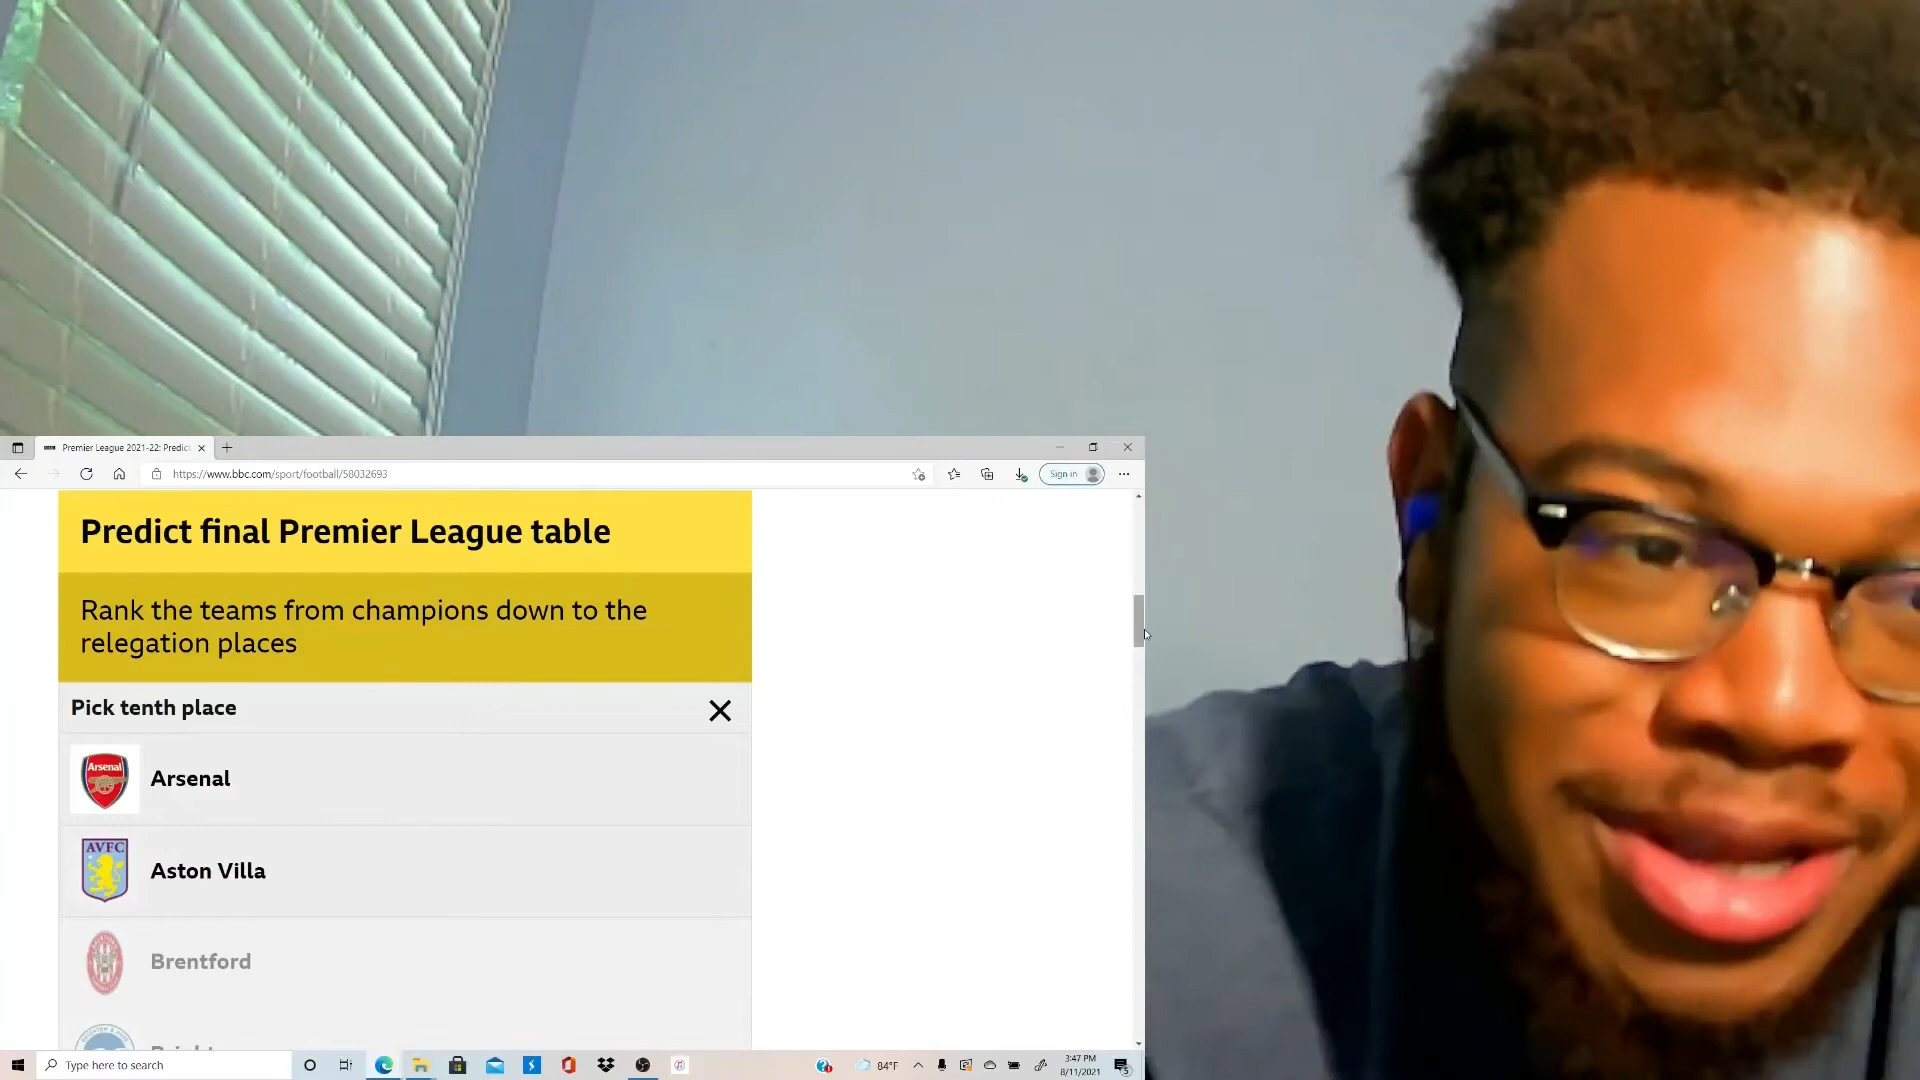 Premier League 2021-22: Predict
https://www.bbc.com/sport/football/58032693
Sign in
Predict final Premier League table
Rank the teams from champions down to the
relegation places
Pick tenth place
Arsenal
Arsenal
AVFC
Aston Villa
Brentford
Type here to search
84°F
3:47 PM
8/11/2021
5